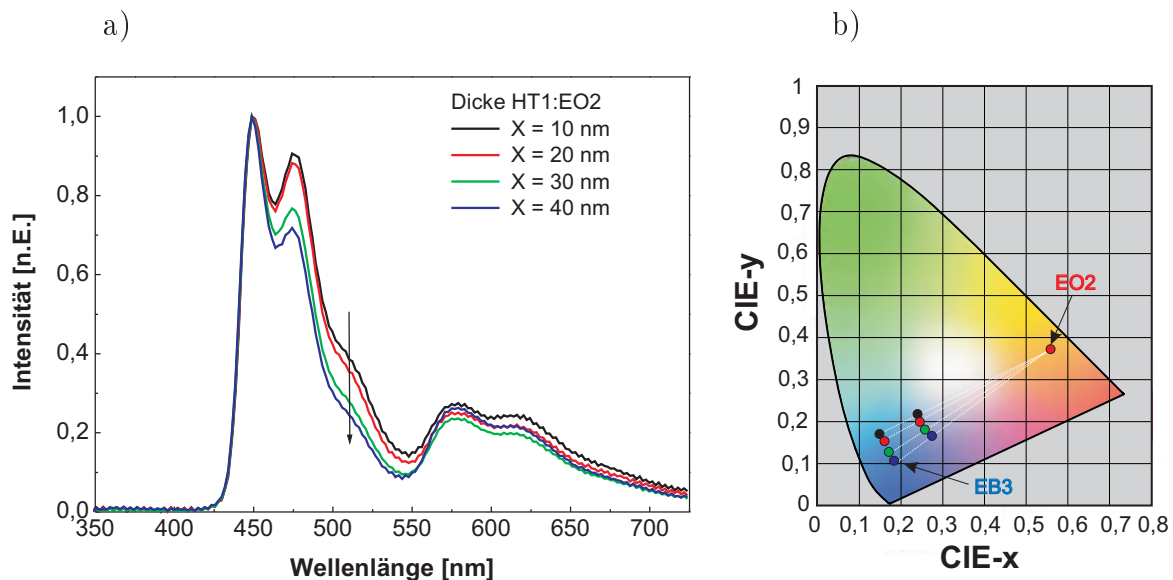 a)
b)
Intensität [n.E.]
1,0
0,8
0,6
0,4
0,2
0,0
350
400
450
500
550
600
650
700
Wellenlänge [nm]
Dicke HT1:EO2
X = 10 nm
X = 20 nm
X = 30 nm
X = 40 nm
CIE-y
1
0,9
0,8
0,7
0,6
0,5
0,4
0,3
0,2
0,1
0
0
0,1
0,2
0,3
0,4
0,5
0,6
0,7
0,8
CIE-x
EO2
EB3